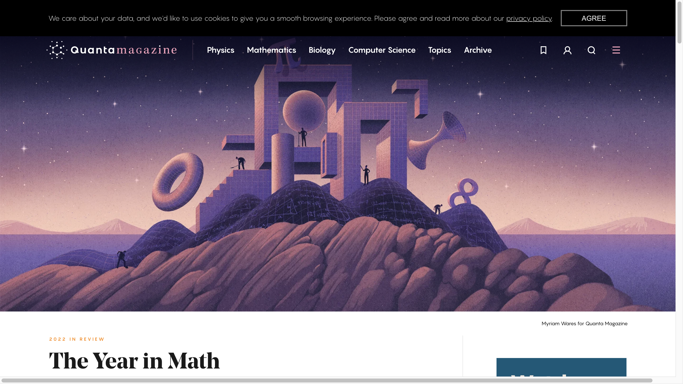 We care about your data, and we'd like to use cookies to give you a smooth browsing experience. Please agree and read more about our privacy policy. AGREE
Quantamagazine Physics Mathematics Biology Computer Science Topics Archive
Myriam Wares for Quanta Magazine
2022 IN REVIEW
The Year in Math